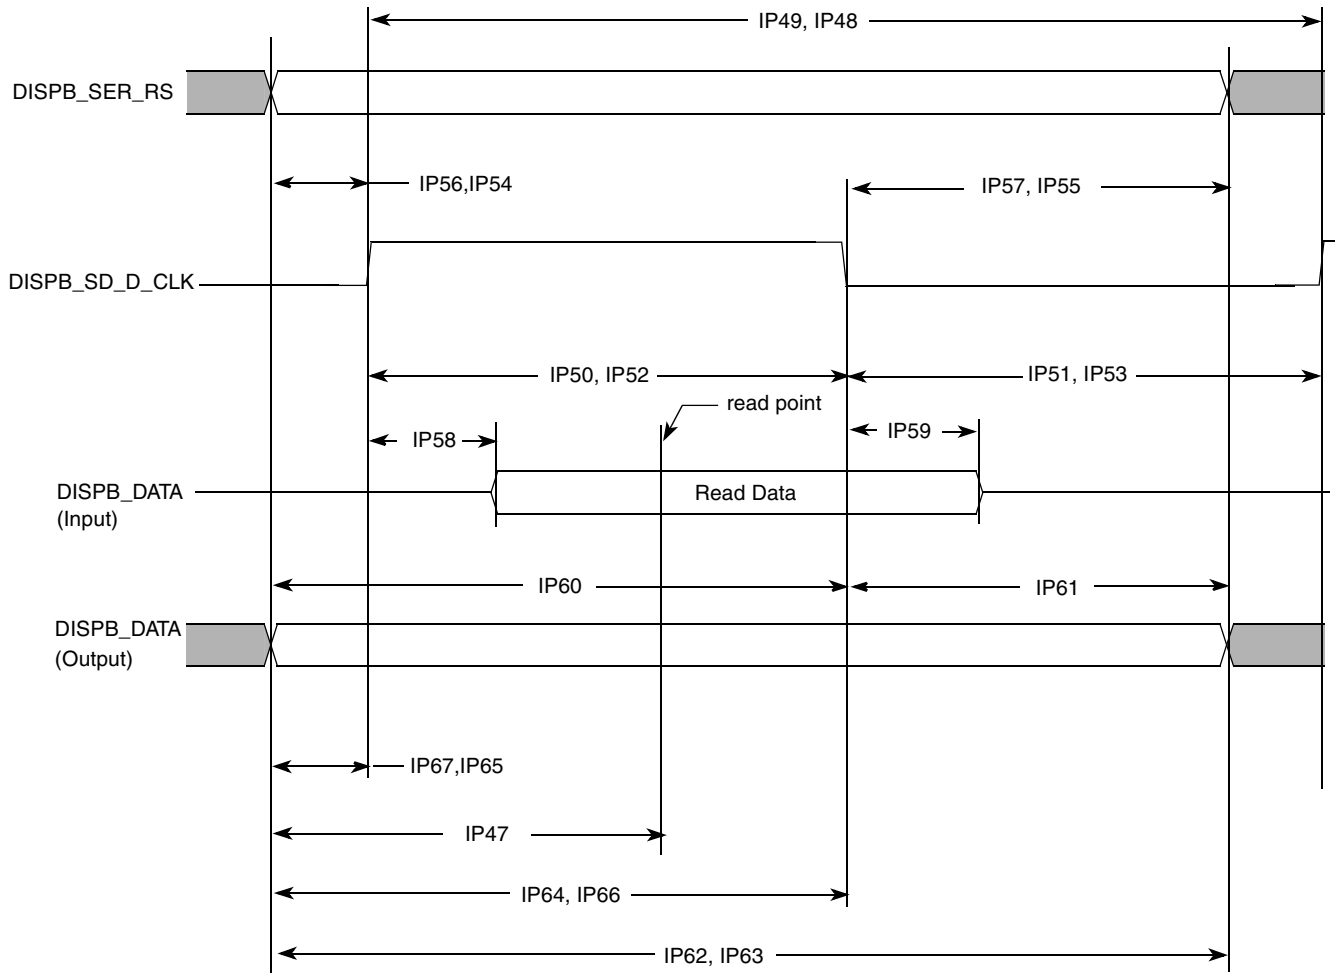 IP49, IP48
DISPB_SER_RS
IP56,IP54
IP57, IP55
DISPB_SD_D_CLK
IP50, IP52
IP51, IP53
read point
IP58
IP59
DISPB_DATA
(Input)
Read Data
IP60
IP61
DISPB_DATA
(Output)
IP67,IP65
IP47
IP64, IP66
IP62, IP63